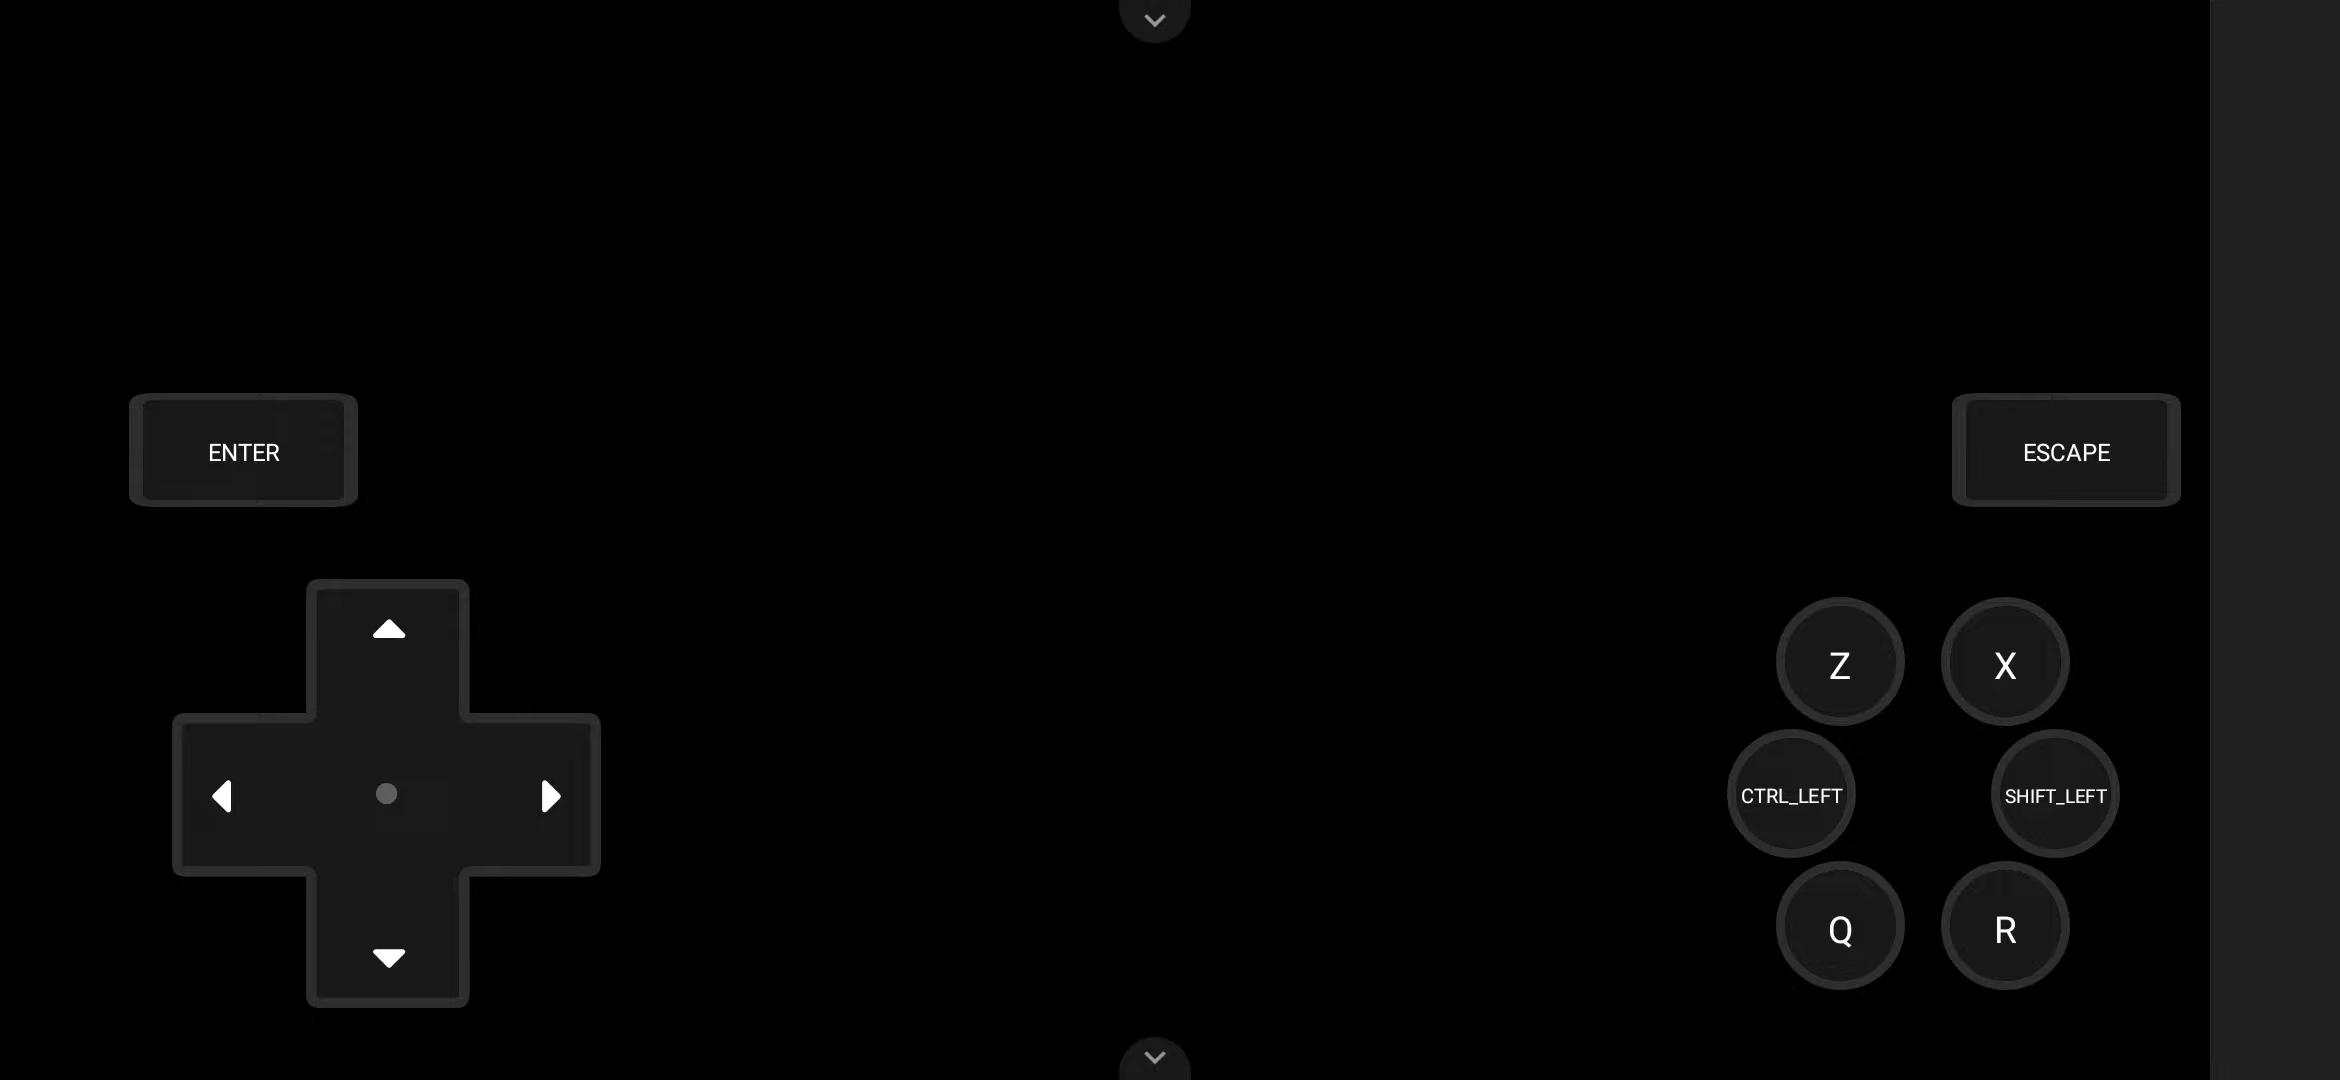 ENTER
ESCAPE
Z
X
CTRL_LEFT
SHIFT_LEFT
Q
R